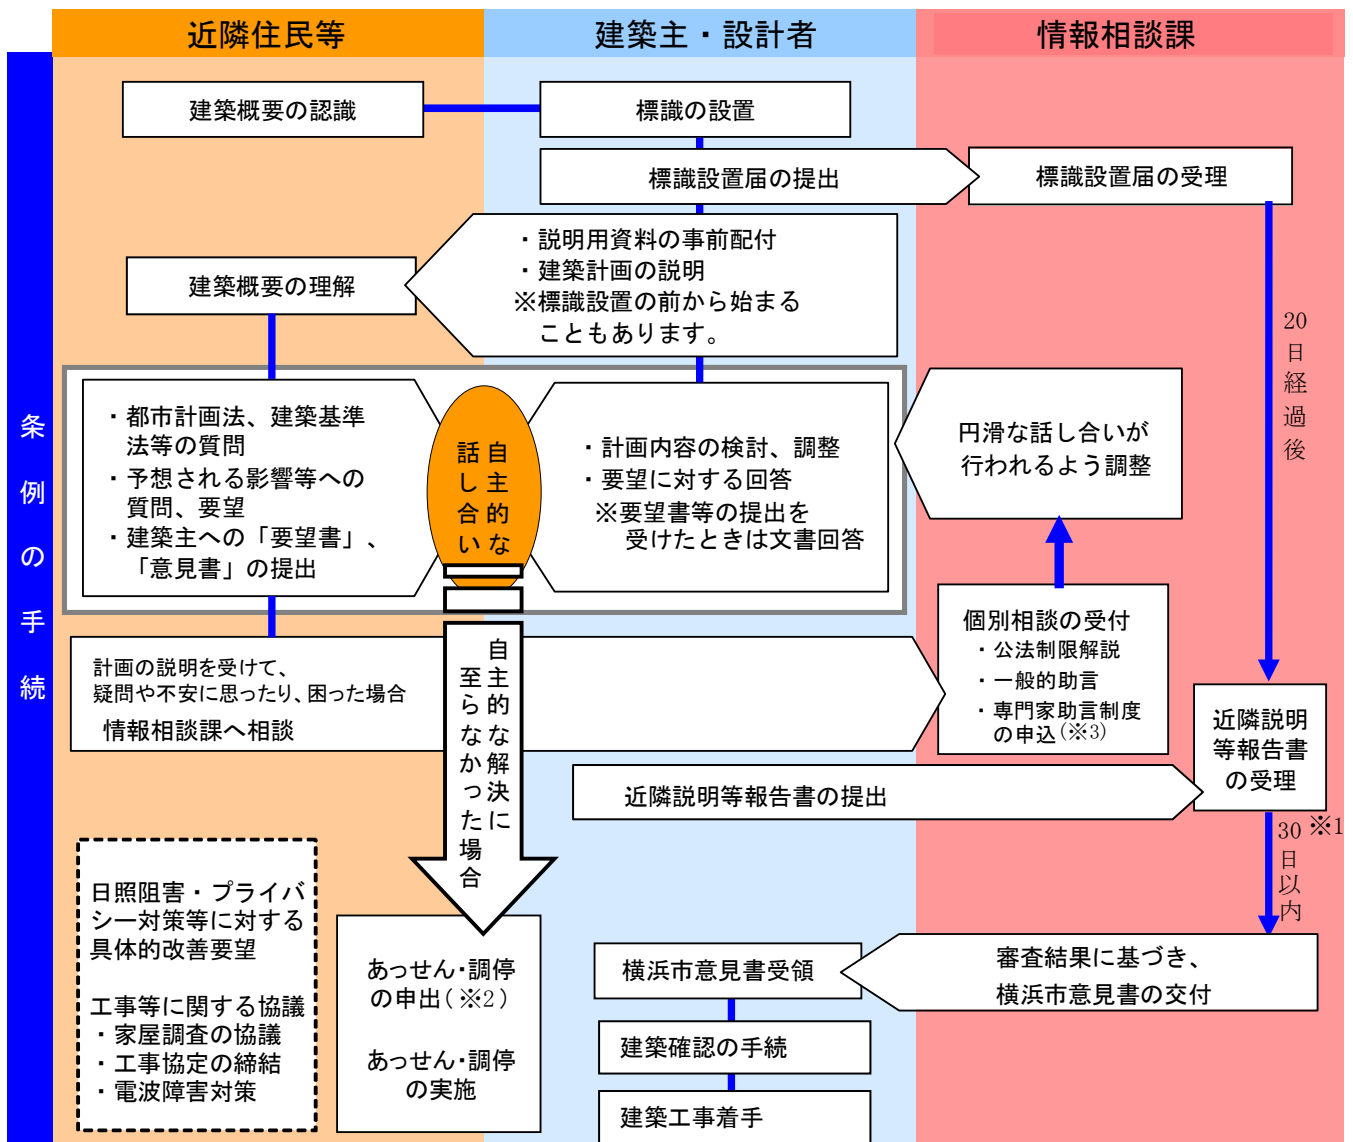 近隣住民等
建築主・設計者
情報相談課
条例の手続
建築概要の認識
標識の設置
標識設置届の提出
標識設置届の受理
・説明用資料の事前配付
・建築計画の説明
※標識設置の前から始まる
こともあります。
建築概要の理解
20日経過後
・都市計画法、建築基準
法等の質問
・予想される影響等への
質問、要望
・建築主への「要望書」、
「意見書」の提出
自主的な
話し合い
・計画内容の検討、調整
・要望に対する回答
※要望書等の提出を
受けたときは文書回答
円滑な話し合いが
行われるよう調整
個別相談の受付
・公法制限解説
・一般的助言
・専門家助言制度
の申込(※3)
計画の説明を受けて、
疑問や不安に思ったり、困った場合
情報相談課へ相談
自主的な解決に
至らなかった場合
近隣説明
等報告書
の受理
近隣説明等報告書の提出
※1
30日以内
日照阻害・プライバ
シー対策等に対する
具体的改善要望
工事等に関する協議
・家屋調査の協議
・工事協定の締結
・電波障害対策
あっせん・調停
の申出(※2)
あっせん・調停
の実施
横浜市意見書受領
審査結果に基づき、
横浜市意見書の交付
建築確認の手続
建築工事着手